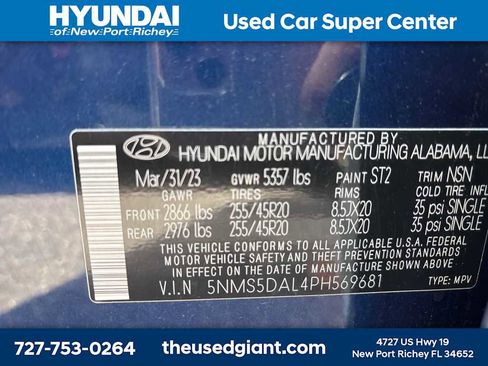 HYUNDAI
of New Port Richey
Used Car Super Center
MANUFACTURED BY
HYUNDAI MOTOR MANUFACTURING ALABAMA, LL
Mar/31/23 GVWR 5357 lbs PAINT ST2 TRIM NSN
GAWR TIRES RIMS COLD TIRE INFL
FRONT 2866 lbs 255/45R20 8.5JX20 35 psi SINGLE
REAR 2976 lbs 255/45R20 8.5JX20 35 psi SINGLE
THIS VEHICLE CONFORMS TO ALL APPLICABLE U.S.A. FEDERAL
MOTOR VEHICLE SAFETY AND THEFT PREVENTION STANDARDS
IN EFFECT ON THE DATE OF MANUFACTURE SHOWN ABOVE.
V.I.N 5NMS5DAL4PH569681 TYPE: MPV
727-753-0264
theusedgiant.com
4727 US Hwy 19
New Port Richey FL 34652